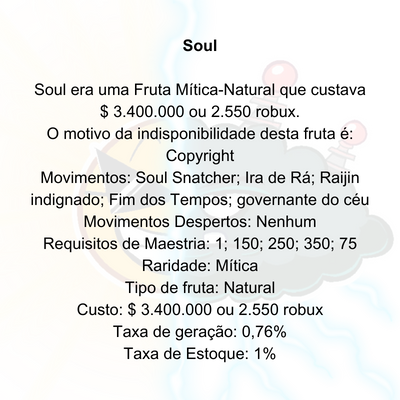 Soul
Soul era uma Fruta Mítica-Natural que custava
$ 3.400.000 ou 2.550 robux.
O motivo da indisponibilidade desta fruta é:
Copyright
Movimentos: Soul Snatcher; Ira de Rá; Raijin
indignado; Fim dos Tempos; governante do céu
Movimentos Despertos: Nenhum
Requisitos de Maestria: 1; 150; 250; 350; 75
Raridade: Mítica
Tipo de fruta: Natural
Custo: $ 3.400.000 ou 2.550 robux
Taxa de geração: 0,76%
Taxa de Estoque: 1%